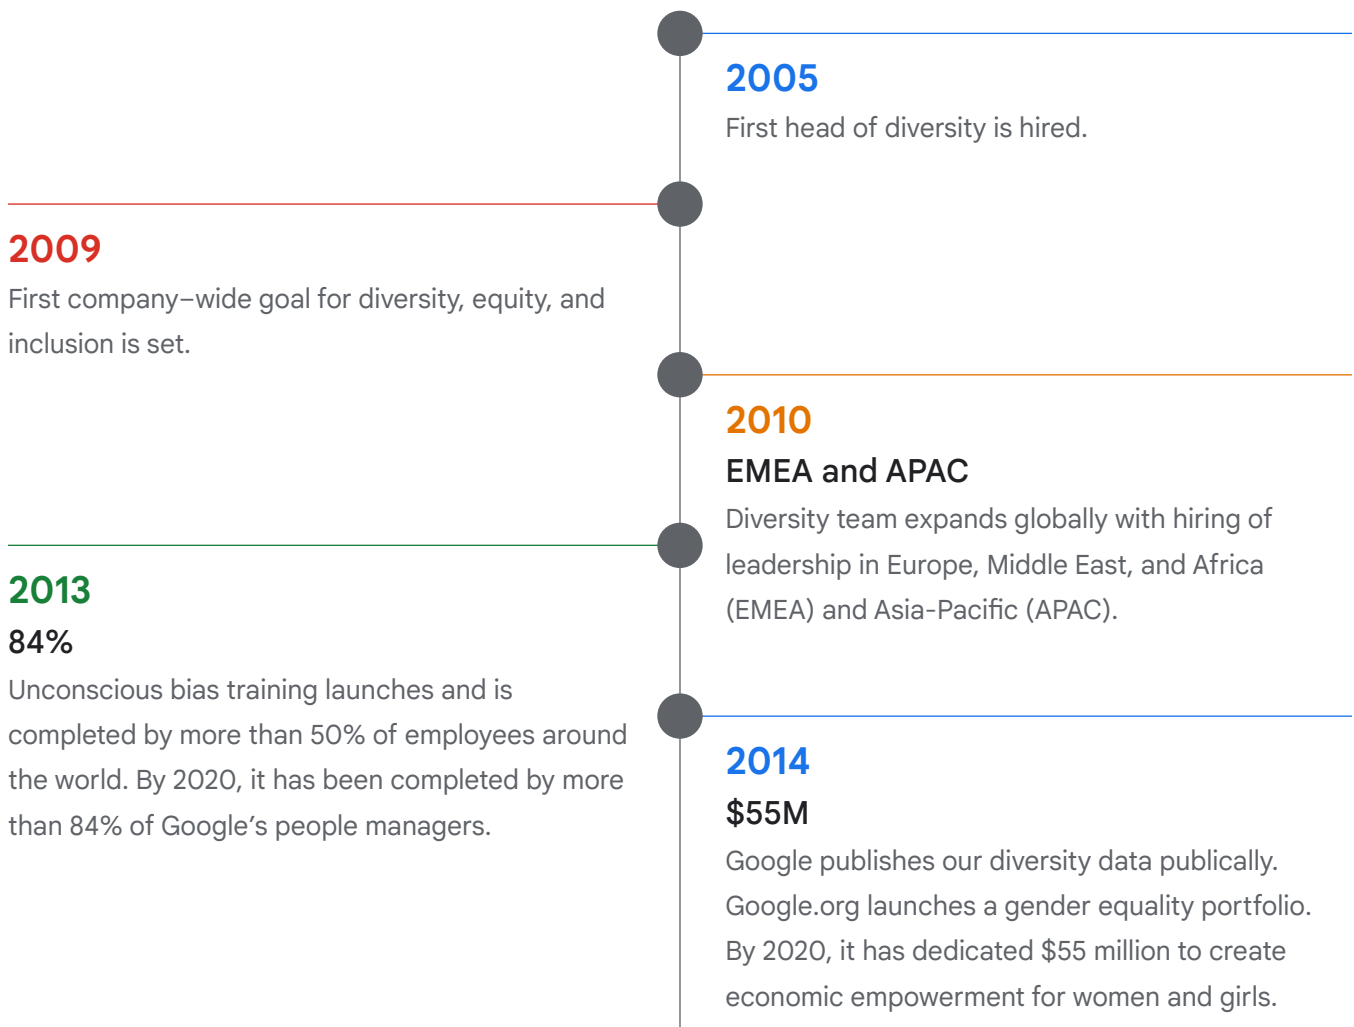 2005
First head of diversity is hired.
2009
First company–wide goal for diversity, equity, and
inclusion is set.
2010
EMEA and APAC
Diversity team expands globally with hiring of
leadership in Europe, Middle East, and Africa
(EMEA) and Asia-Pacific (APAC).
2013
84%
Unconscious bias training launches and is
completed by more than 50% of employees around
the world. By 2020, it has been completed by more
than 84% of Google’s people managers.
2014
$55M
Google publishes our diversity data publically.
Google.org launches a gender equality portfolio.
By 2020, it has dedicated $55 million to create
economic empowerment for women and girls.